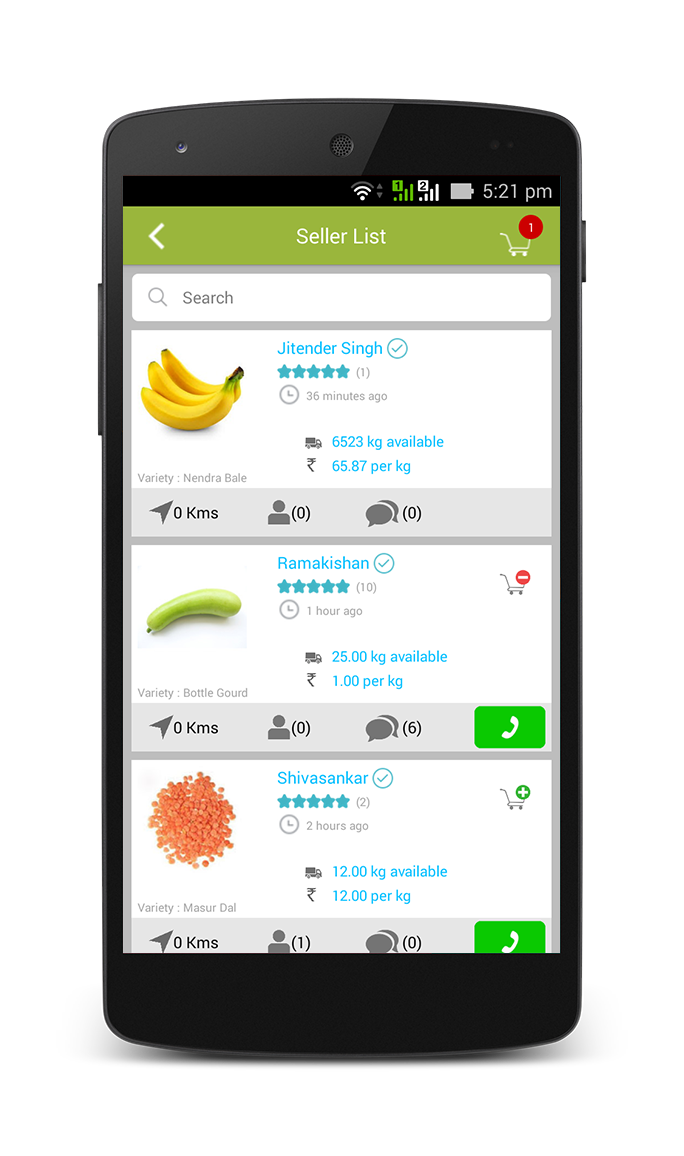 1 2 5:21 pm
Seller List 1
Search
Jitender Singh
(1)
36 minutes ago
6523 kg available
₹ 65.87 per kg
Variety : Nendra Bale
0 Kms (0) (0)
Ramakishan
(10)
1 hour ago
25.00 kg available
₹ 1.00 per kg
Variety : Bottle Gourd
0 Kms (0) (6)
Shivasankar
(2)
2 hours ago
12.00 kg available
₹ 12.00 per kg
Variety : Masur Dal
0 Kms (1) (0)